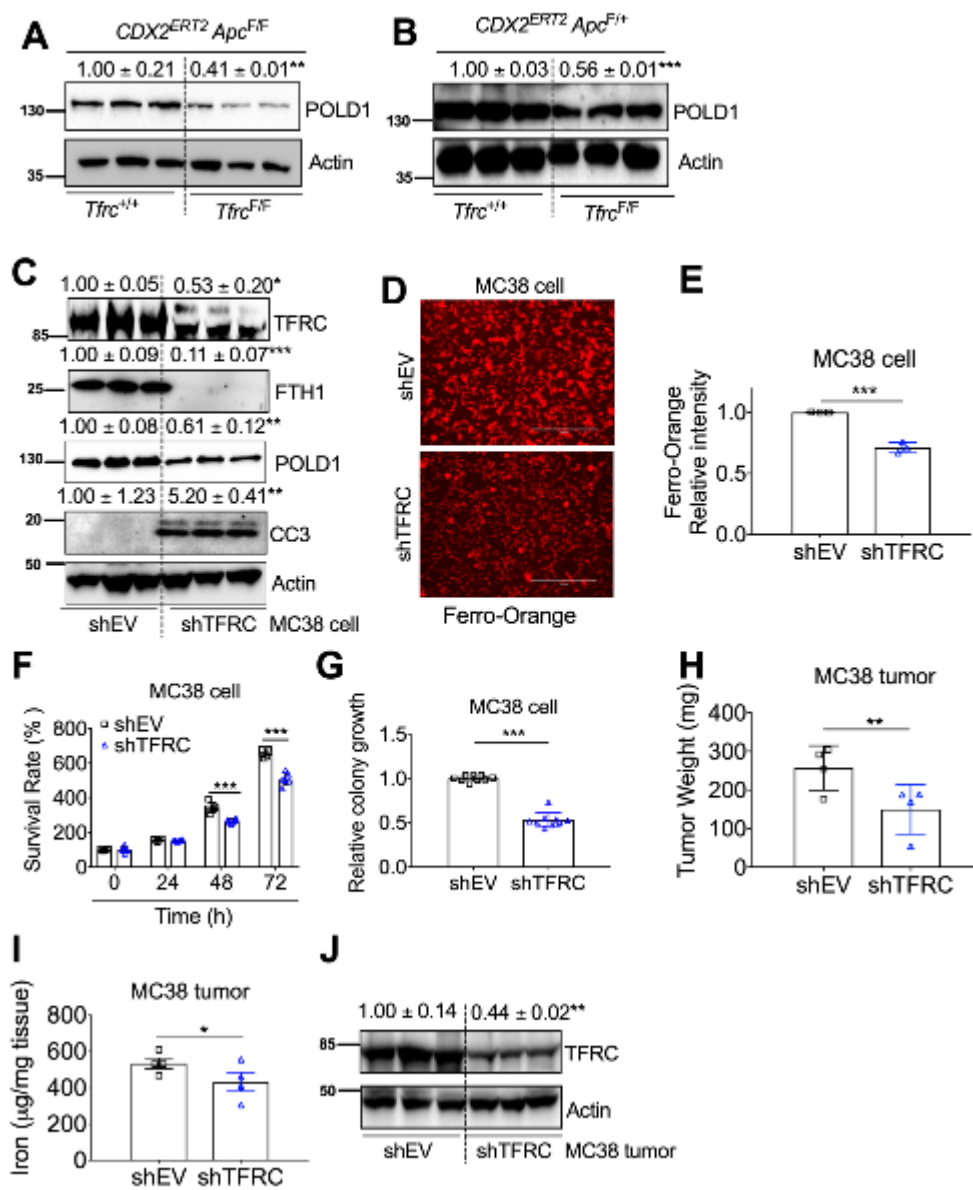 A
CDX2ERT2 ApcF/F
1.00 ± 0.21 0.41 ± 0.01**
130
POLD1
35
Actin
Tfrc+/+ TfrcF/F
B
CDX2ERT2 ApcF/+
1.00 ± 0.03 0.56 ± 0.01***
130
POLD1
35
Actin
Tfrc+/+ TfrcF/F
C
1.00 ± 0.05 0.53 ± 0.20*
85
TFRC
1.00 ± 0.09 0.11 ± 0.07***
25
FTH1
1.00 ± 0.08 0.61 ± 0.12**
130
POLD1
1.00 ± 1.23 5.20 ± 0.41**
20
CC3
50
Actin
shEV shTFRC MC38 cell
D
MC38 cell
shEV
shTFRC
Ferro-Orange
E
MC38 cell
Ferro-Orange
Relative intensity
***
1.0
0.5
0.0
shEV shTFRC
F
MC38 cell
shEV
shTFRC
Survival Rate (%)
800
600
400
200
0
***
***
0 24 48 72
Time (h)
G
MC38 cell
Relative colony growth
***
1.5
1.0
0.5
0.0
shEV shTFRC
H
MC38 tumor
Tumor Weight (mg)
**
400
300
200
100
0
shEV shTFRC
I
MC38 tumor
Iron (µg/mg tissue)
*
800
600
400
200
0
shEV shTFRC
J
1.00 ± 0.14 0.44 ± 0.02**
85
TFRC
50
Actin
shEV shTFRC MC38 tumor